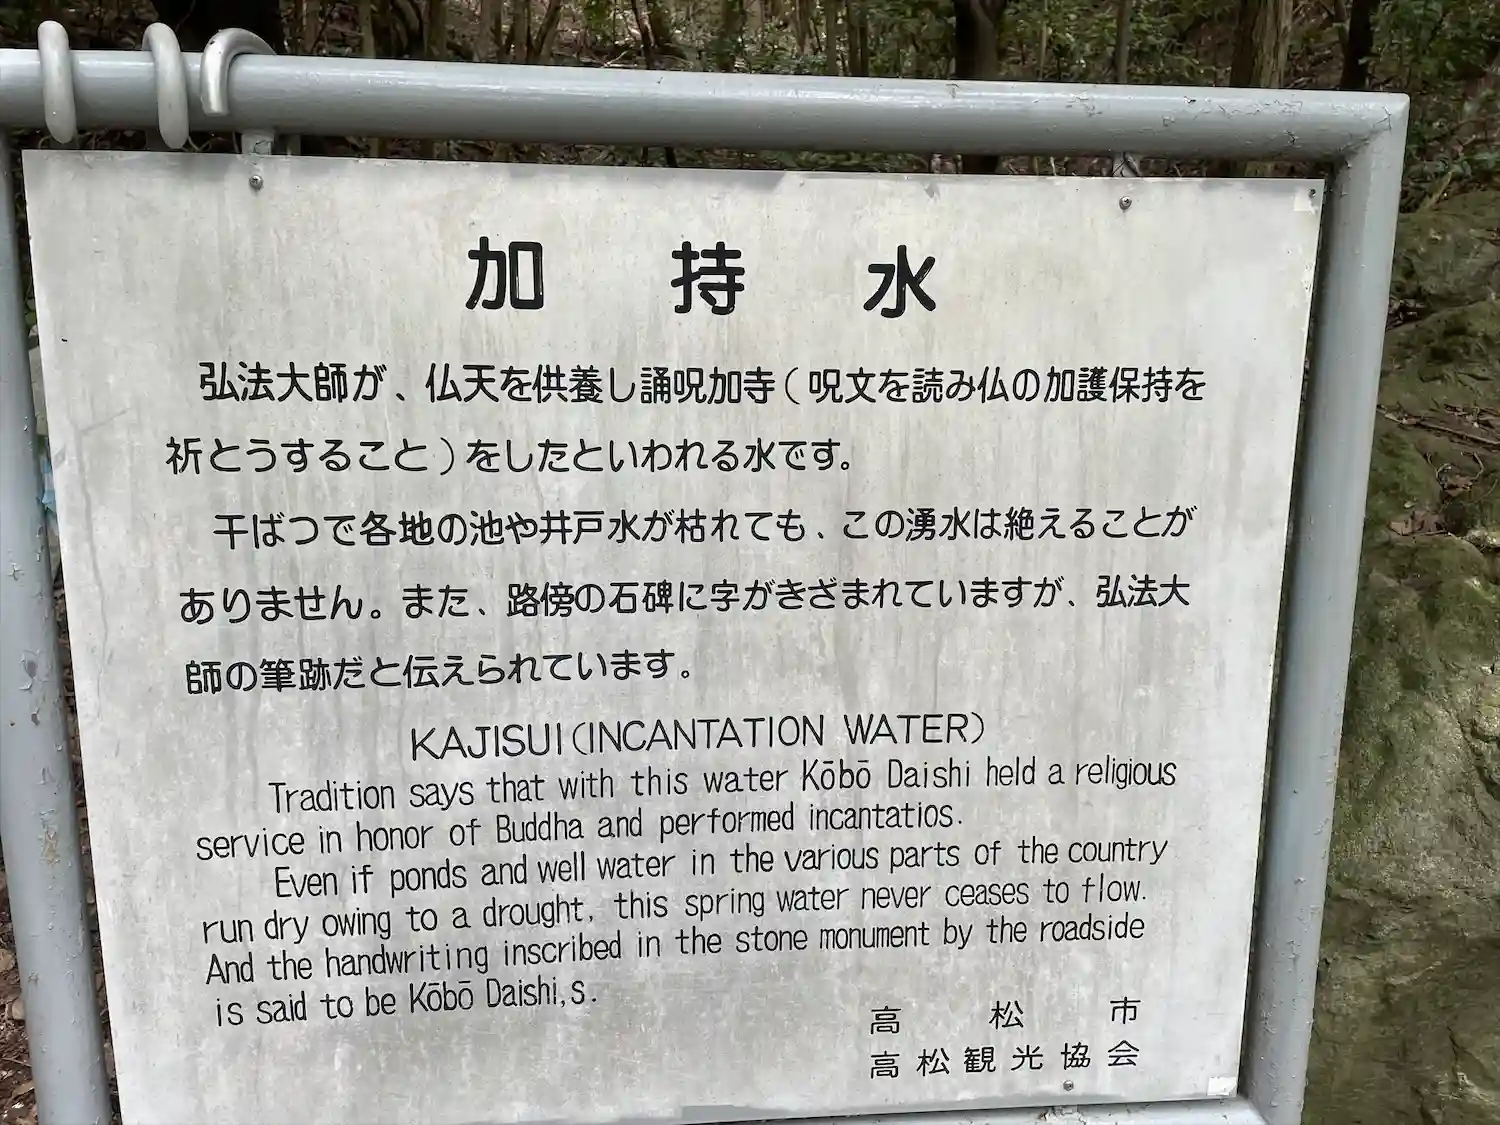 加持水
弘法大師が、仏天を供養し誦呪加寺(呪文を読み仏の加護保持を
祈とうすること)をしたといわれる水です。
干ばつで各地の池や井戸水が枯れても、この湧水は絶えることが
ありません。また、路傍の石碑に字がきざまれていますが、弘法大
師の筆跡だと伝えられています。
KAJISUI(INCANTATION WATER)
Tradition says that with this water Kōbō Daishi held a religious
service in honor of Buddha and performed incantatios.
Even if ponds and well water in the various parts of the country
run dry owing to a drought, this spring water never ceases to flow.
And the handwriting inscribed in the stone monument by the roadside
is said to be Kōbō Daishi,s.
高松市
高松観光協会